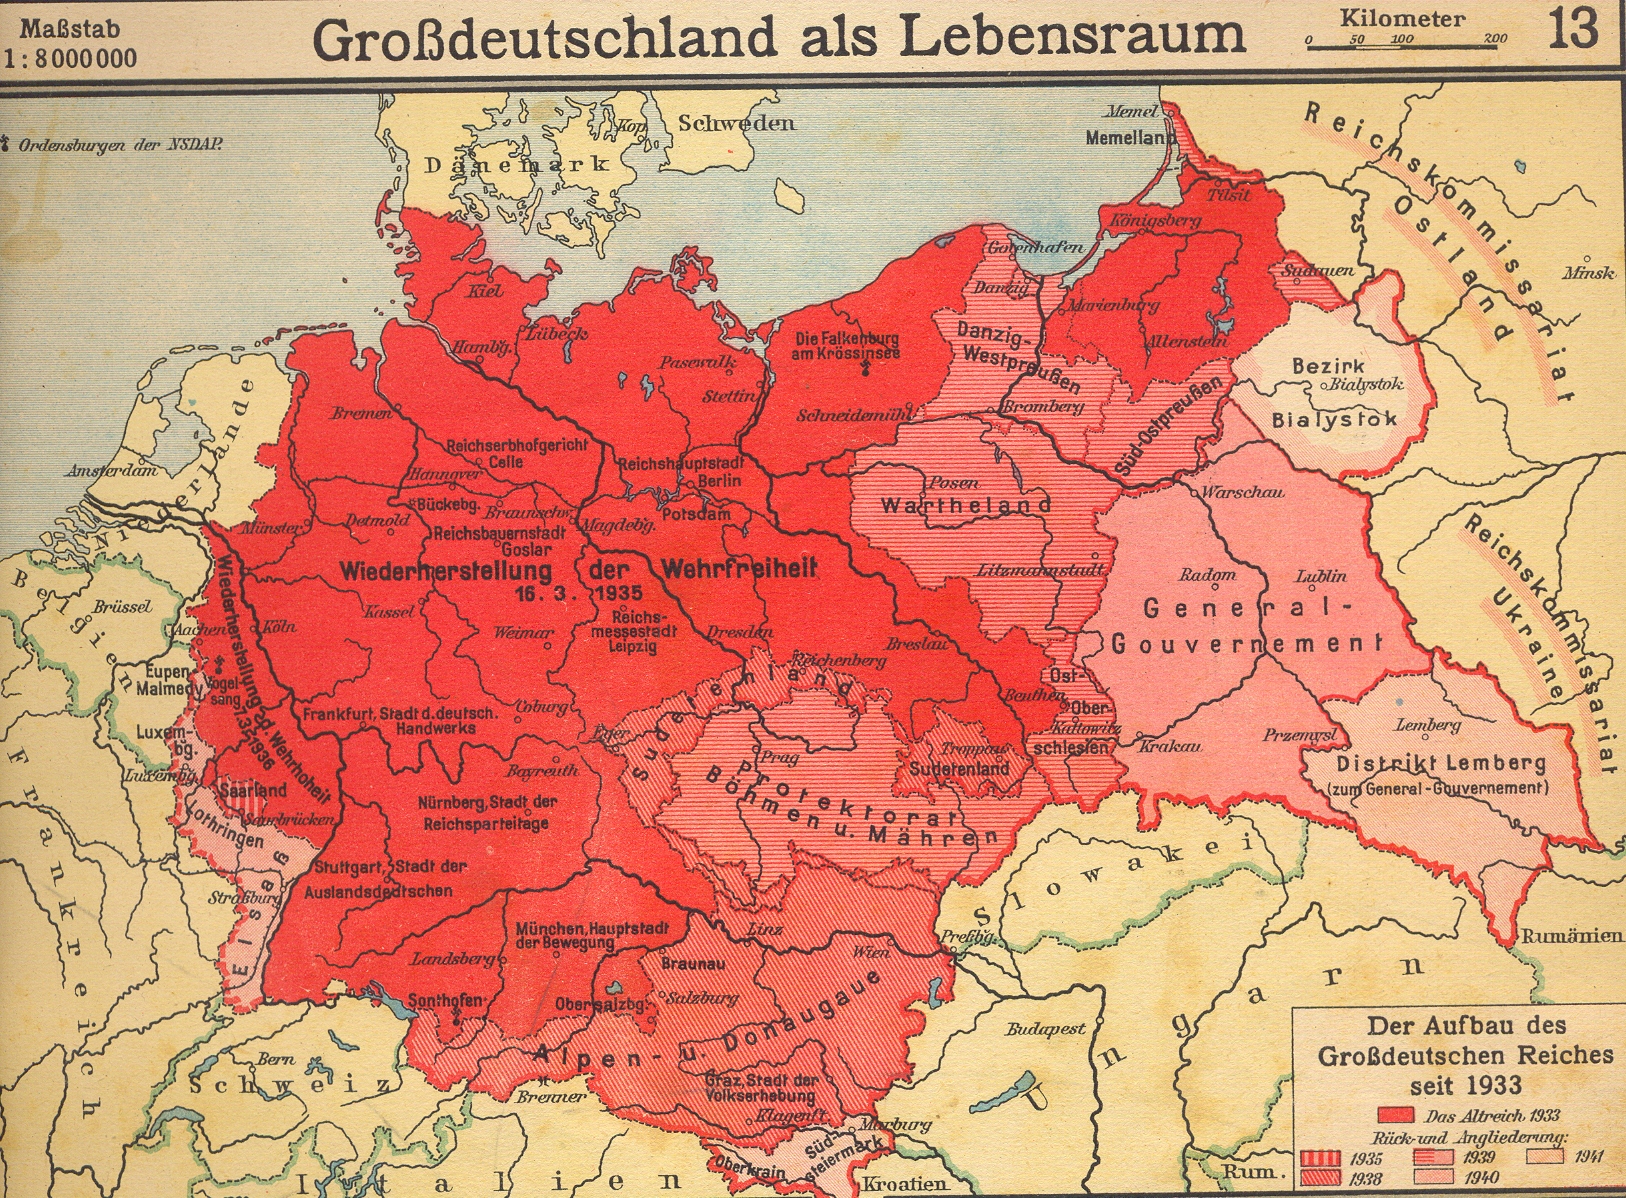 Maßstab
1:8000000
Großdeutschland als Lebensraum
Kilometer
0 50 100 200
13
Ordensburgen der NSDAP.
Dänemark
Kop.
Schweden
Memel
Memelland
Reichskommissariat
Ostland
Tilsit
Königsberg
Minsk
Gotenhafen
Sudauen
Kiel
Danzig
Marienburg
Lübeck
Hambg.
Die Falkenburg
am Krössinsee
Danzig-
Westpreußen
Allenstein
Pasewalk
Bezirk
Bialystok
Bialystok
Stettin
Bremen
Schneidemühl
Bromberg
Süd-Ostpreußen
Niederlande
Amsterdam
Reichserbhofgericht
Celle
Hannover
Reichshauptstadt
Berlin
Posen
Wartheland
Warschau
Bückebg.
Braunschw.
Münster
Detmold
Magdebg.
Potsdam
Reichsbauernstadt
Goslar
Reichskommissariat
Ukraine
Wiederherstellung der Wehrfreiheit
16. 3. 1935
Litzmannstadt
Radom
Lublin
Belgien
Brüssel
Kassel
General-
Gouvernement
Aachen
Köln
Weimar
Reichs-
messestadt
Leipzig
Dresden
Breslau
Wiederherstellung d. Wehrhoheit
7. 3. 1936
Eupen-
Malmedy
Vogel-
sang
Reichenberg
Sudetenland
Beuthen
Ost-
Ober-
schlesien
Kattowitz
Frankfurt, Stadt d. deutsch.
Handwerks
Coburg
Luxem-
bg.
Luxembg.
Eger
Prag
Troppau
Sudetenland
Krakau
Przemysl
Lemberg
Distrikt Lemberg
(zum General-Gouvernement)
Bayreuth
Protektorat
Böhmen u. Mähren
Saarland
Saarbrücken
Lothringen
Nürnberg, Stadt der
Reichsparteitage
Frankreich
Stuttgart, Stadt der
Auslandsdeutschen
Slowakei
Straßburg
Elsaß
München, Hauptstadt
der Bewegung
Linz
Wien
Preßbg.
Rumänien
Landsberg
Braunau
Sonthofen
Obersalzbg.
Salzburg
Alpen- u. Donaugaue
Budapest
Ungarn
Bern
Schweiz
Brenner
Graz, Stadt der
Volkserhebung
Klagenft.
Marburg
Süd-
steiermark
Oberkrain
Italien
Kroatien
Rum.
Der Aufbau des
Großdeutschen Reiches
seit 1933
Das Altreich 1933
Rück- und Angliederung:
1935 1939 1941
1938 1940